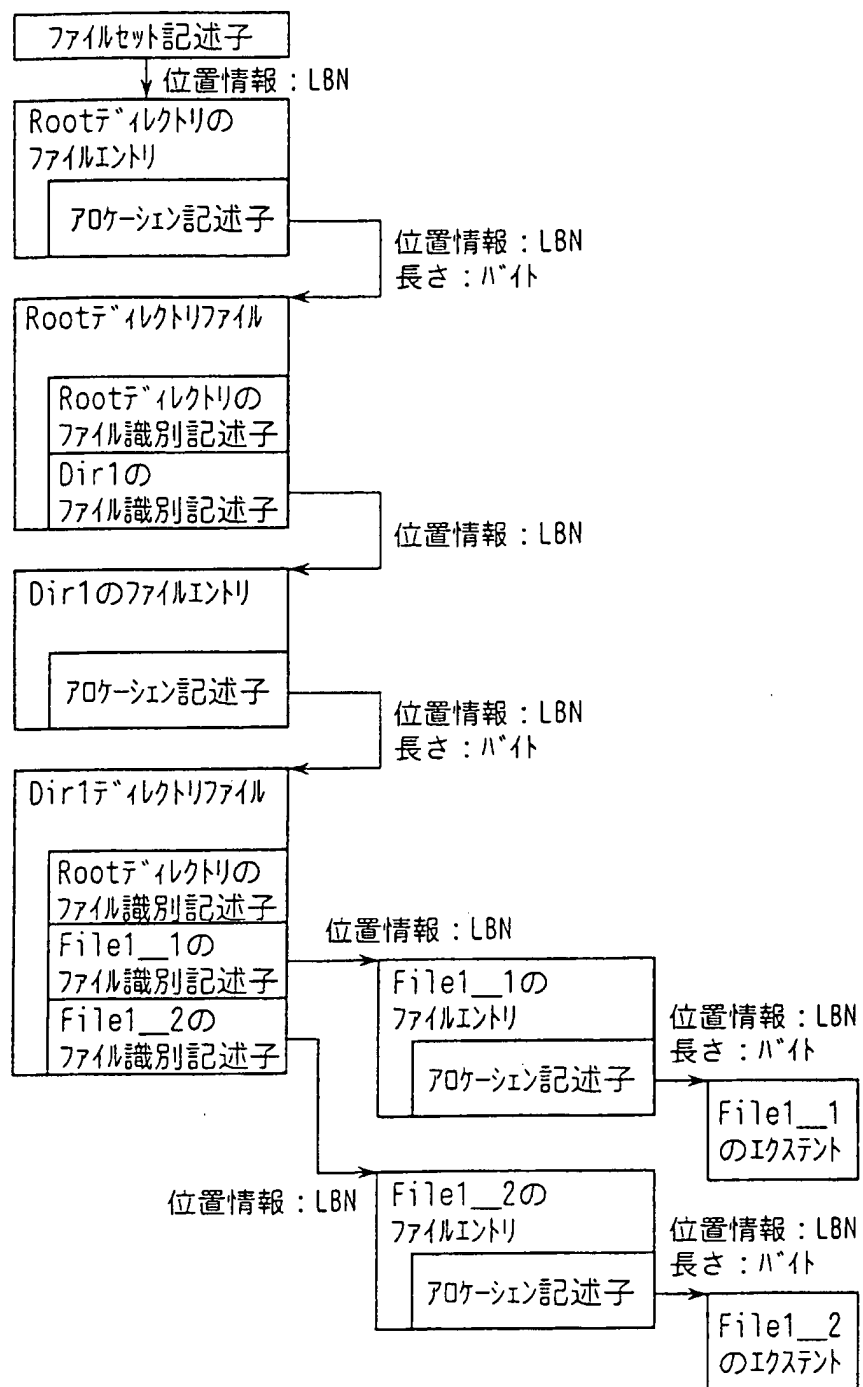 ファイルセット記述子
位置情報：LBN
Rootディレクトリの
ファイルエントリ
アロケーシェン記述子
位置情報：LBN
長さ：バイト
Rootディレクトリファイル
Rootディレクトリの
ファイル識別記述子
Dir1の
ファイル識別記述子
位置情報：LBN
Dir1のファイルエントリ
アロケーシェン記述子
位置情報：LBN
長さ：バイト
Dir1ディレクトリファイル
Rootディレクトリの
ファイル識別記述子
File1__1の
ファイル識別記述子
File1__2の
ファイル識別記述子
位置情報：LBN
File1__1の
ファイルエントリ
アロケーシェン記述子
位置情報：LBN
長さ：バイト
File1__1
のエクステント
位置情報：LBN
File1__2の
ファイルエントリ
アロケーシェン記述子
位置情報：LBN
長さ：バイト
File1__2
のエクステント